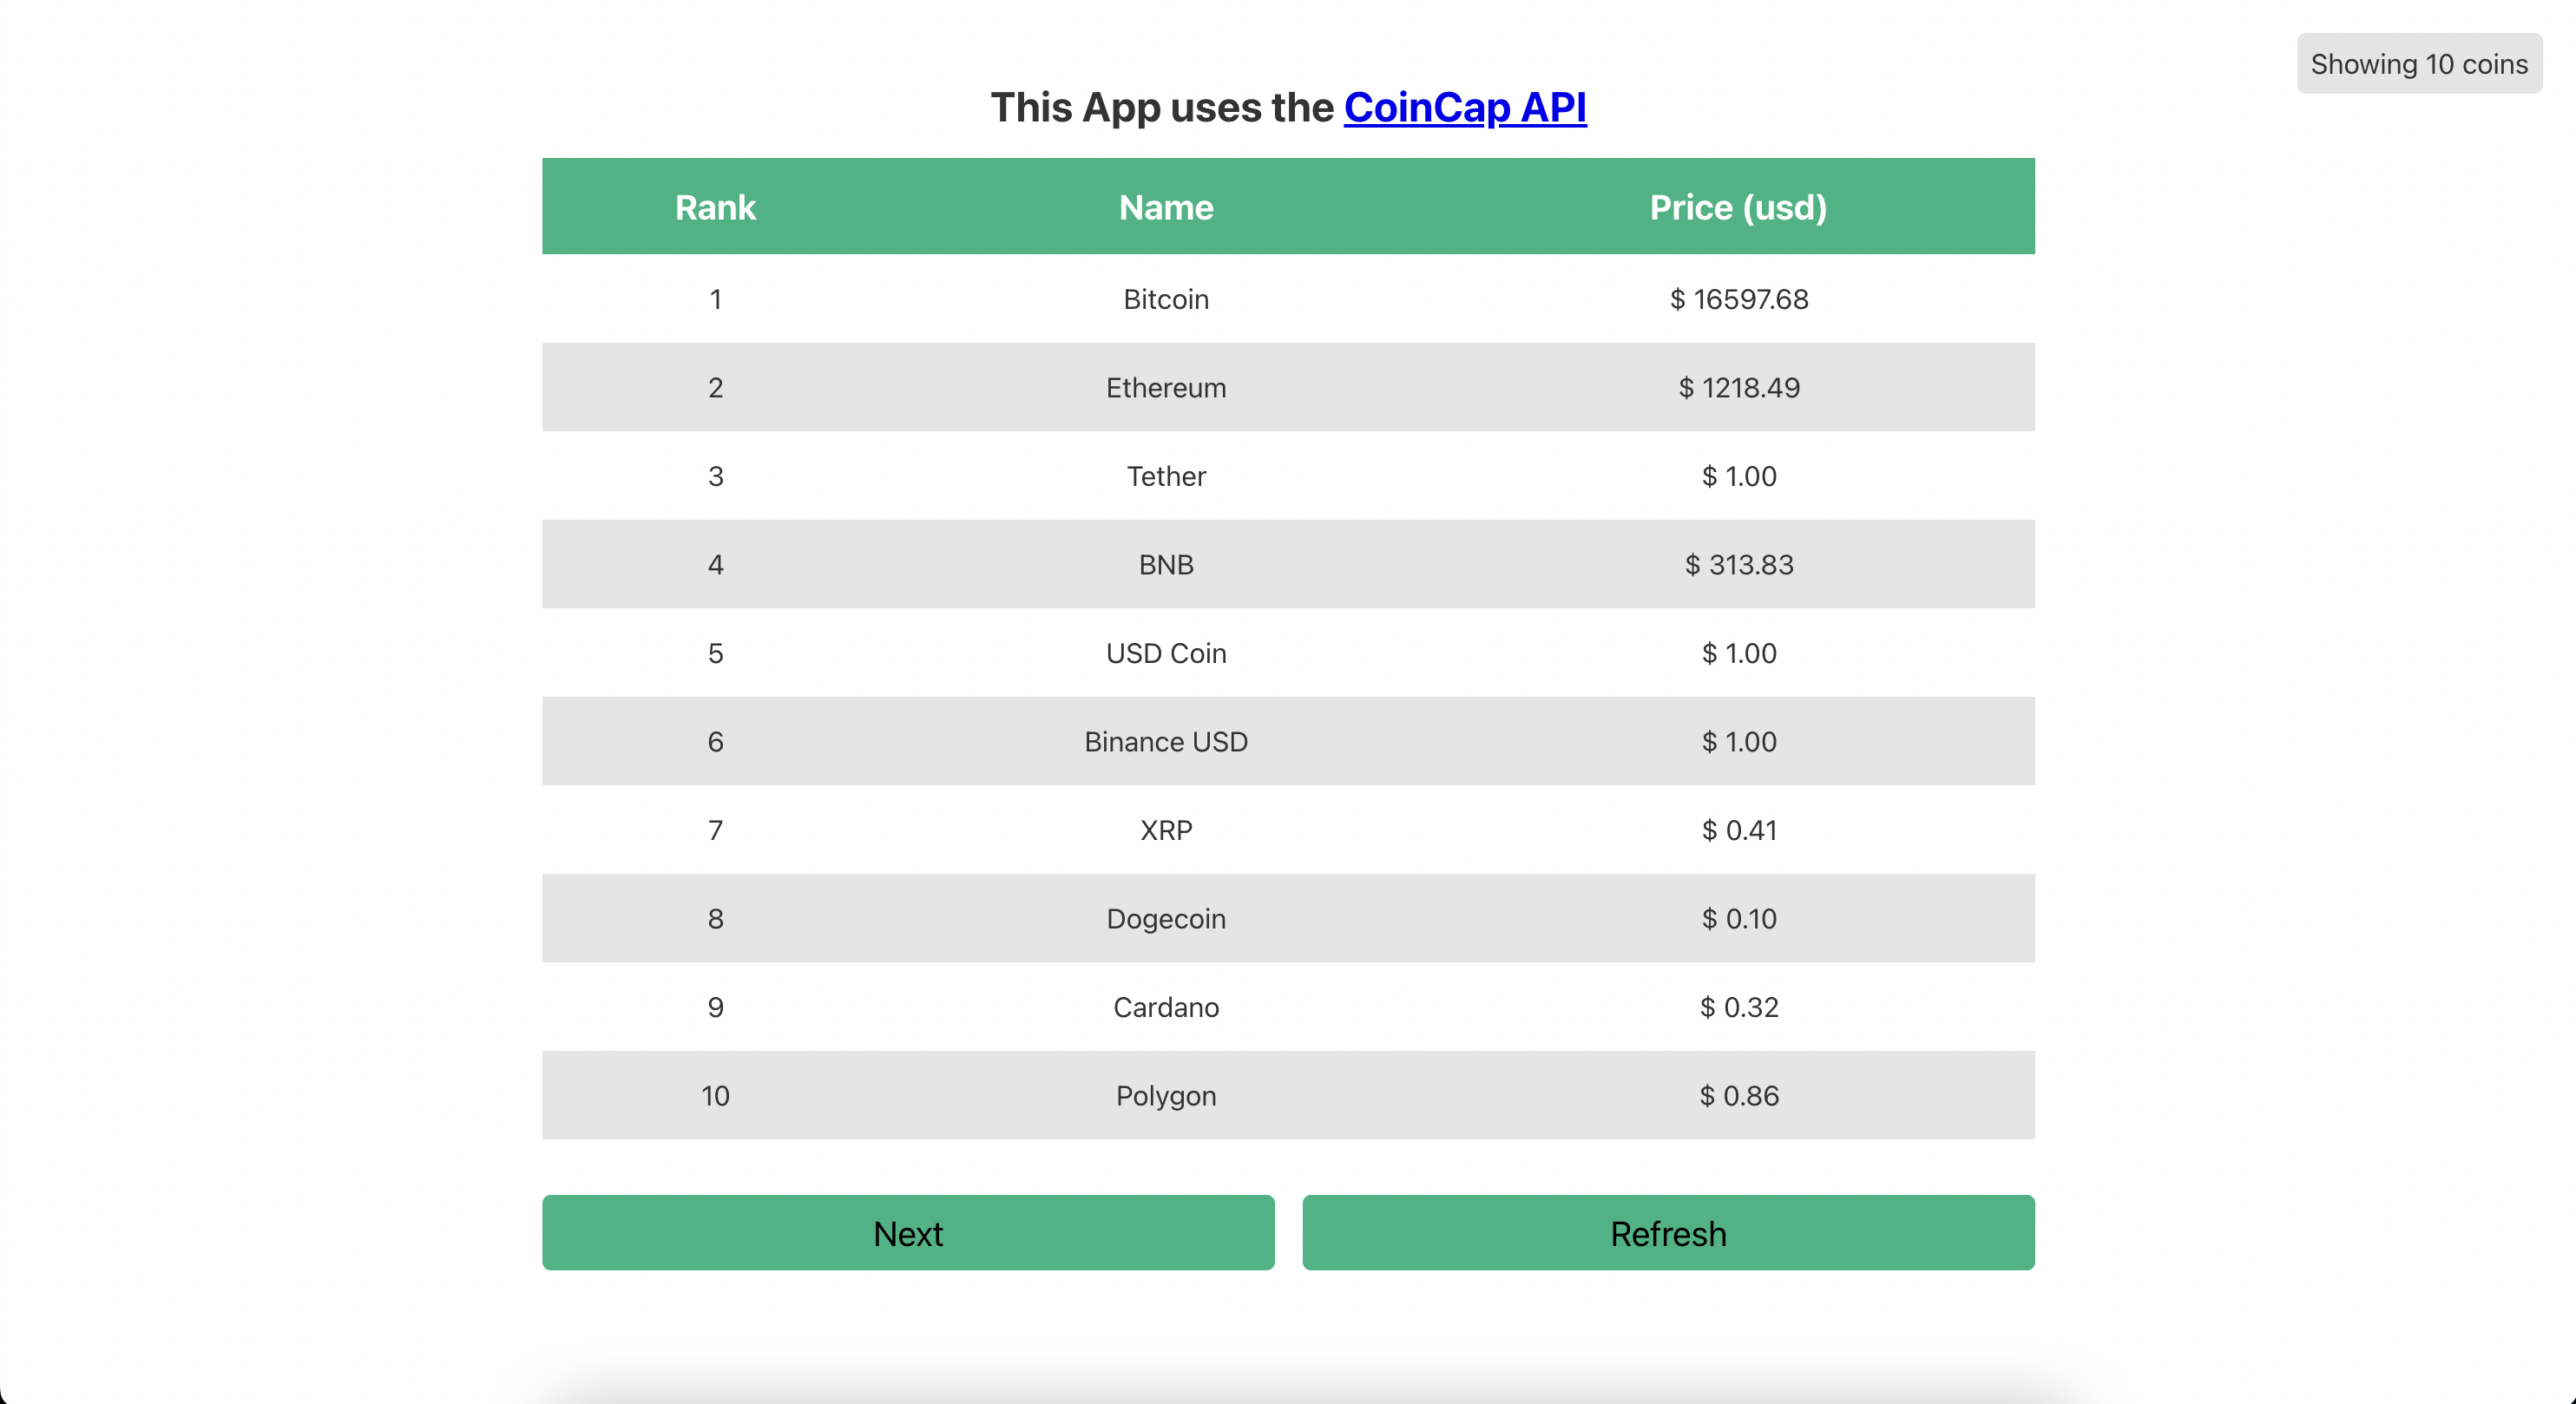 Showing 10 coins
This App uses the CoinCap API
Rank Name Price (usd)
1 Bitcoin $ 16597.68
2 Ethereum $ 1218.49
3 Tether $ 1.00
4 BNB $ 313.83
5 USD Coin $ 1.00
6 Binance USD $ 1.00
7 XRP $ 0.41
8 Dogecoin $ 0.10
9 Cardano $ 0.32
10 Polygon $ 0.86
Next Refresh